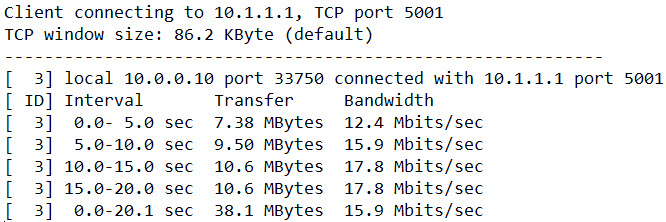 Client connecting to 10.1.1.1, TCP port 5001
TCP window size: 86.2 KByte (default)
------------------------------------------------------------
[  3] local 10.0.0.10 port 33750 connected with 10.1.1.1 port 5001
[ ID] Interval       Transfer     Bandwidth
[  3]  0.0- 5.0 sec  7.38 MBytes  12.4 Mbits/sec
[  3]  5.0-10.0 sec  9.50 MBytes  15.9 Mbits/sec
[  3] 10.0-15.0 sec  10.6 MBytes  17.8 Mbits/sec
[  3] 15.0-20.0 sec  10.6 MBytes  17.8 Mbits/sec
[  3]  0.0-20.1 sec  38.1 MBytes  15.9 Mbits/sec